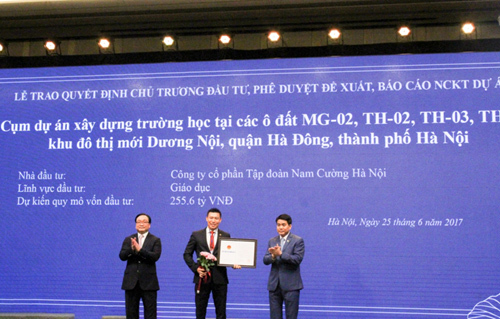 LỄ TRAO QUYẾT ĐỊNH CHỦ TRƯƠNG ĐẦU TƯ, PHÊ DUYỆT ĐỀ XUẤT, BÁO CÁO NCKT DỰ Á
Cụm dự án xây dựng trường học tại các ô đất MG-02, TH-02, TH-03, TH
khu đô thị mới Dương Nội, quận Hà Đông, thành phố Hà Nội
Nhà đầu tư: Công ty cổ phần Tập đoàn Nam Cường Hà Nội
Lĩnh vực đầu tư: Giáo dục
Dự kiến quy mô vốn đầu tư: 255.6 tỷ VNĐ
Hà Nội, Ngày 25 tháng 6 năm 2017